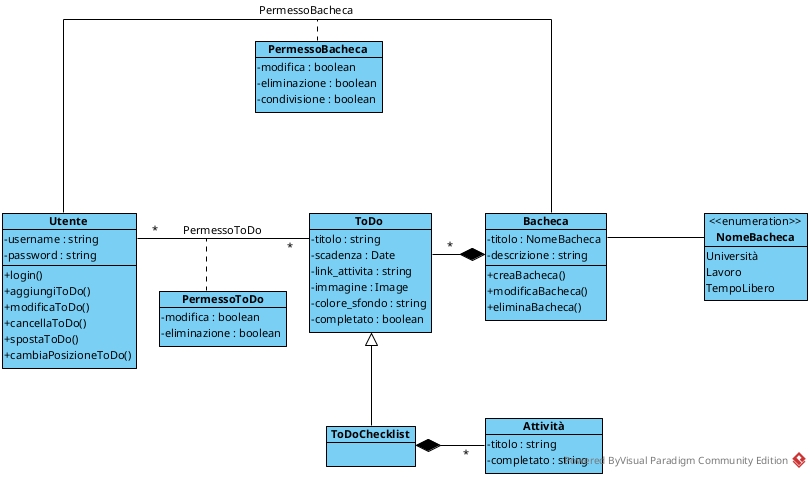 PermessoBacheca
PermessoBacheca
-modifica : boolean
-eliminazione : boolean
-condivisione : boolean
Utente
-username : string
-password : string
+login()
+aggiungiToDo()
+modificaToDo()
+cancellaToDo()
+spostaToDo()
+cambiaPosizioneToDo()
*
PermessoToDo
*
PermessoToDo
-modifica : boolean
-eliminazione : boolean
ToDo
-titolo : string
-scadenza : Date
-link_attivita : string
-immagine : Image
-colore_sfondo : string
-completato : boolean
*
Bacheca
-titolo : NomeBacheca
-descrizione : string
+creaBacheca()
+modificaBacheca()
+eliminaBacheca()
<<enumeration>>
NomeBacheca
Università
Lavoro
TempoLibero
ToDoChecklist
*
Attività
-titolo : string
-completato : string
Powered ByVisual Paradigm Community Edition